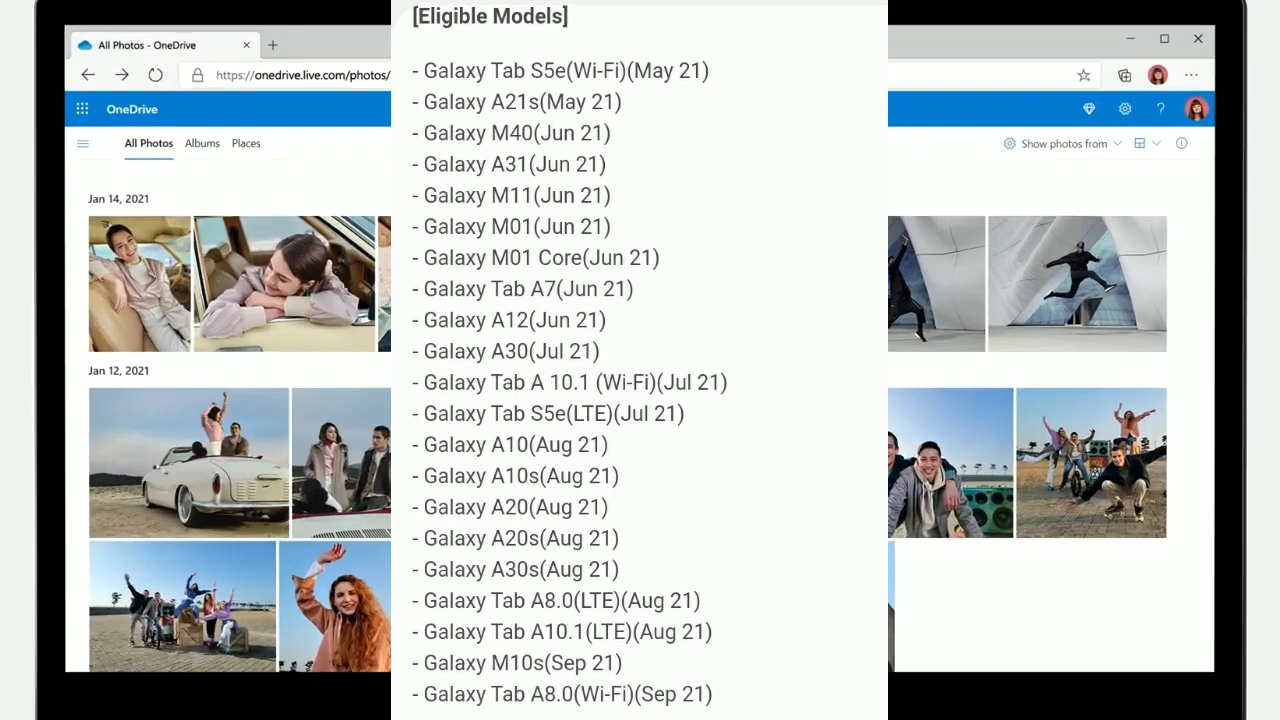 [Eligible Models]
- Galaxy Tab S5e(Wi-Fi)(May 21)
- Galaxy A21s(May 21)
- Galaxy M40(Jun 21)
- Galaxy A31(Jun 21)
- Galaxy M11(Jun 21)
- Galaxy M01(Jun 21)
- Galaxy M01 Core(Jun 21)
- Galaxy Tab A7(Jun 21)
- Galaxy A12(Jun 21)
- Galaxy A30(Jul 21)
- Galaxy Tab A 10.1 (Wi-Fi)(Jul 21)
- Galaxy Tab S5e(LTE)(Jul 21)
- Galaxy A10(Aug 21)
- Galaxy A10s(Aug 21)
- Galaxy A20(Aug 21)
- Galaxy A20s(Aug 21)
- Galaxy A30s(Aug 21)
- Galaxy Tab A8.0(LTE)(Aug 21)
- Galaxy Tab A10.1(LTE)(Aug 21)
- Galaxy M10s(Sep 21)
- Galaxy Tab A8.0(Wi-Fi)(Sep 21)
All Photos - OneDrive
https://onedrive.live.com/photos/
OneDrive
All Photos Albums Places
Show photos from
Jan 14, 2021
Jan 12, 2021